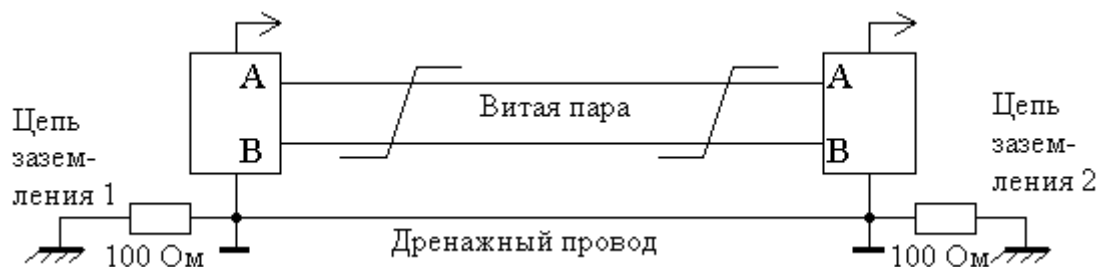 A
A
Витая пара
B
B
Цепь
зазем-
ления 1
Цепь
зазем-
ления 2
100 Ом
Дренажный провод
100 Ом